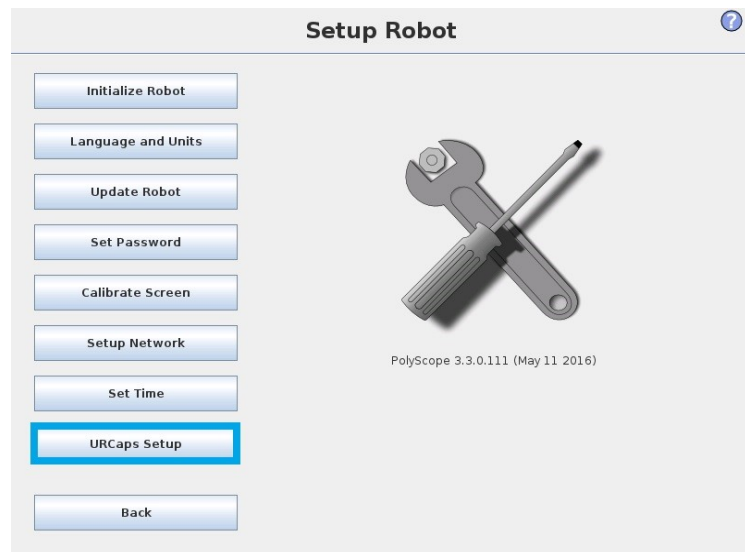 Setup Robot
?
Initialize Robot
Language and Units
Update Robot
Set Password
Calibrate Screen
Setup Network
PolyScope 3.3.0.111 (May 11 2016)
Set Time
URCaps Setup
Back